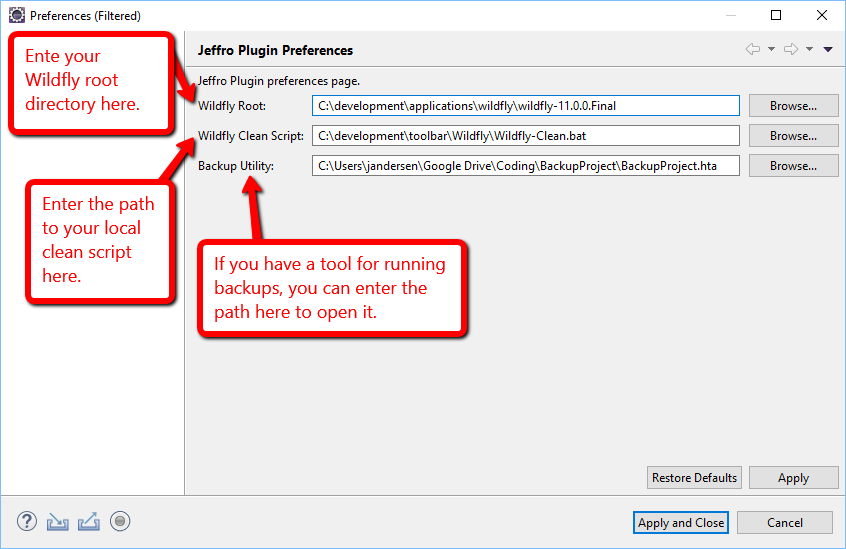 Preferences (Filtered)
Ente your
Wildfly root
directory here.
Jeffro Plugin Preferences
Jeffro Plugin preferences page.
Wildfly Root: C:\development\applications\wildfly\wildfly-11.0.0.Final Browse...
Wildfly Clean Script: C:\development\toolbar\Wildfly\Wildfly-Clean.bat Browse...
Backup Utility: C:\Users\jandersen\Google Drive\Coding\BackupProject\BackupProject.hta Browse...
Enter the path
to your local
clean script
here.
If you have a tool for running
backups, you can enter the
path here to open it.
Restore Defaults Apply
? Apply and Close Cancel